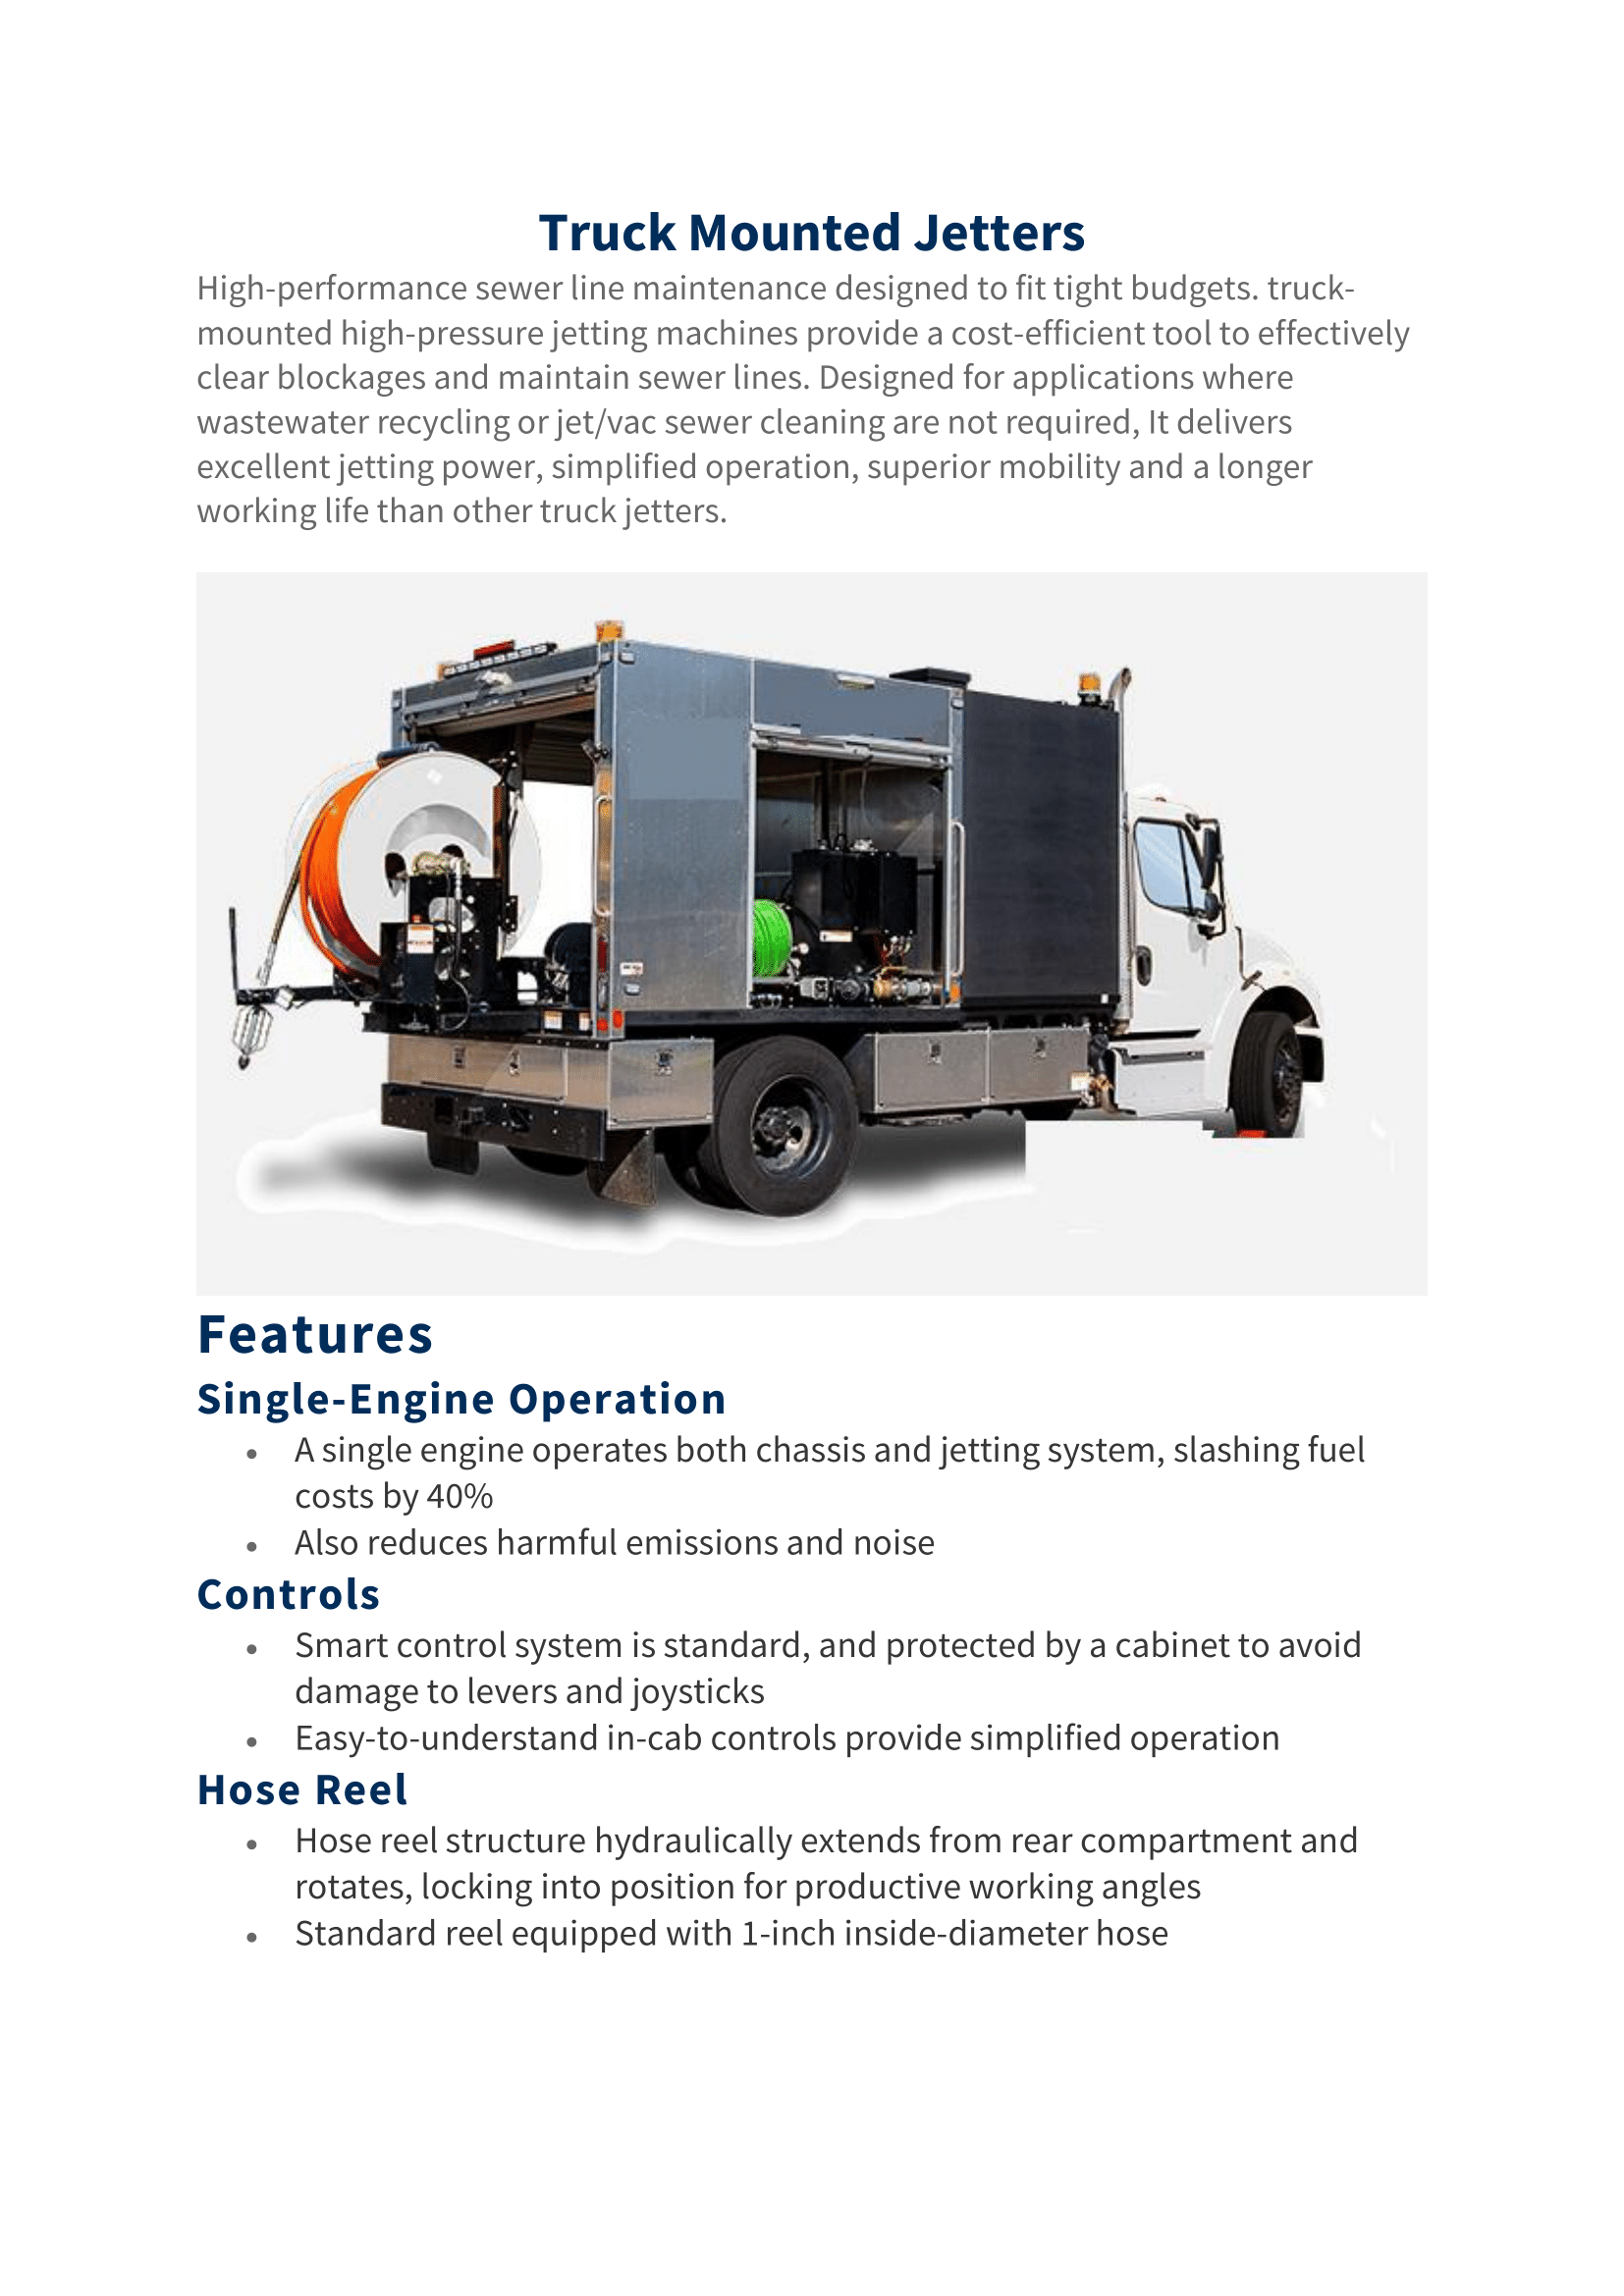 Truck Mounted Jetters
High-performance sewer line maintenance designed to fit tight budgets. truck-
mounted high-pressure jetting machines provide a cost-efficient tool to effectively
clear blockages and maintain sewer lines. Designed for applications where
wastewater recycling or jet/vac sewer cleaning are not required, It delivers
excellent jetting power, simplified operation, superior mobility and a longer
working life than other truck jetters.
Features
Single-Engine Operation
• A single engine operates both chassis and jetting system, slashing fuel
costs by 40%
• Also reduces harmful emissions and noise
Controls
• Smart control system is standard, and protected by a cabinet to avoid
damage to levers and joysticks
• Easy-to-understand in-cab controls provide simplified operation
Hose Reel
• Hose reel structure hydraulically extends from rear compartment and
rotates, locking into position for productive working angles
• Standard reel equipped with 1-inch inside-diameter hose